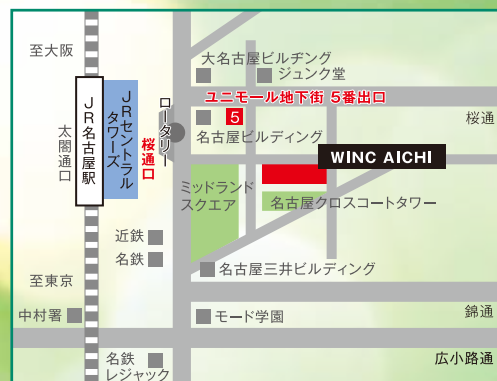 至大阪
大名古屋ビルヂング
ジュンク堂
ユニモール地下街 5番出口
5
桜通
名古屋ビルディング
JR名古屋駅
JRセントラル
タワーズ
ロータリー
桜通口
太閤通口
WINC AICHI
ミッドランド
スクエア
名古屋クロスコートタワー
近鉄
名鉄
名古屋三井ビルディング
至東京
中村署
モード学園
錦通
名鉄
レジャック
広小路通